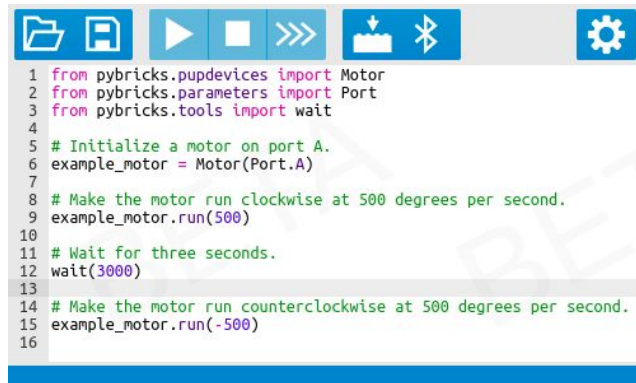 1 from pybricks.pupdevices import Motor
2 from pybricks.parameters import Port
3 from pybricks.tools import wait
4
5 # Initialize a motor on port A.
6 example_motor = Motor(Port.A)
7
8 # Make the motor run clockwise at 500 degrees per second.
9 example_motor.run(500)
10
11 # Wait for three seconds.
12 wait(3000)
13
14 # Make the motor run counterclockwise at 500 degrees per second.
15 example_motor.run(-500)
16
BETA